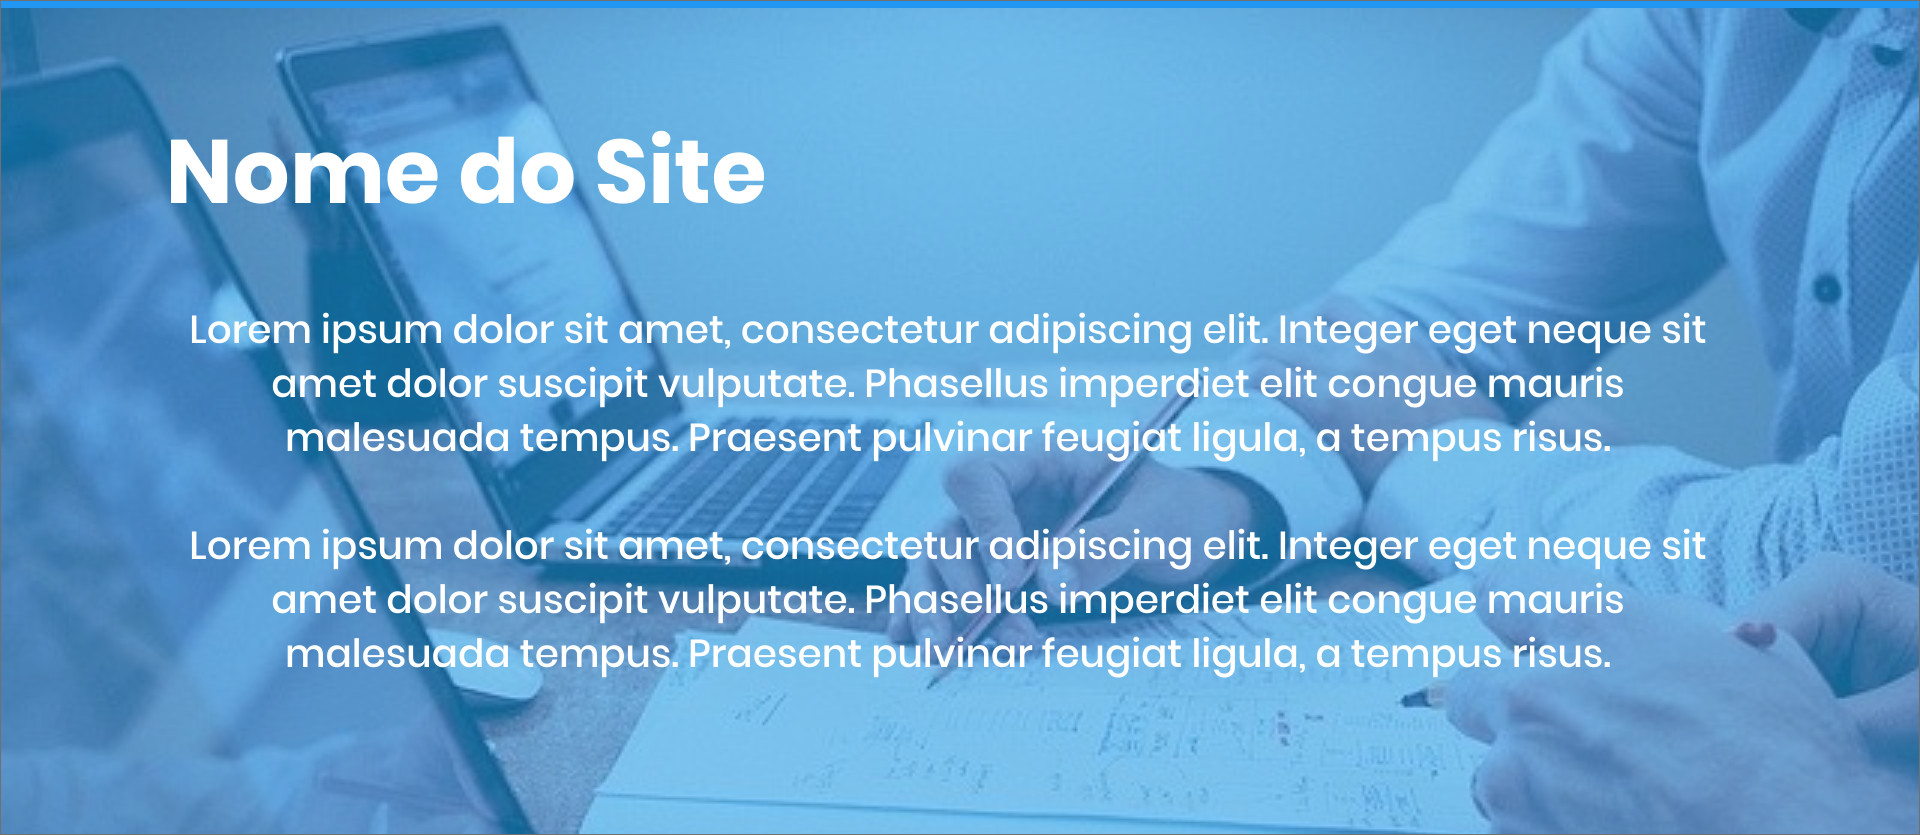 Nome do Site
Lorem ipsum dolor sit amet, consectetur adipiscing elit. Integer eget neque sit
amet dolor suscipit vulputate. Phasellus imperdiet elit congue mauris
malesuada tempus. Praesent pulvinar feugiat ligula, a tempus risus.
Lorem ipsum dolor sit amet, consectetur adipiscing elit. Integer eget neque sit
amet dolor suscipit vulputate. Phasellus imperdiet elit congue mauris
malesuada tempus. Praesent pulvinar feugiat ligula, a tempus risus.